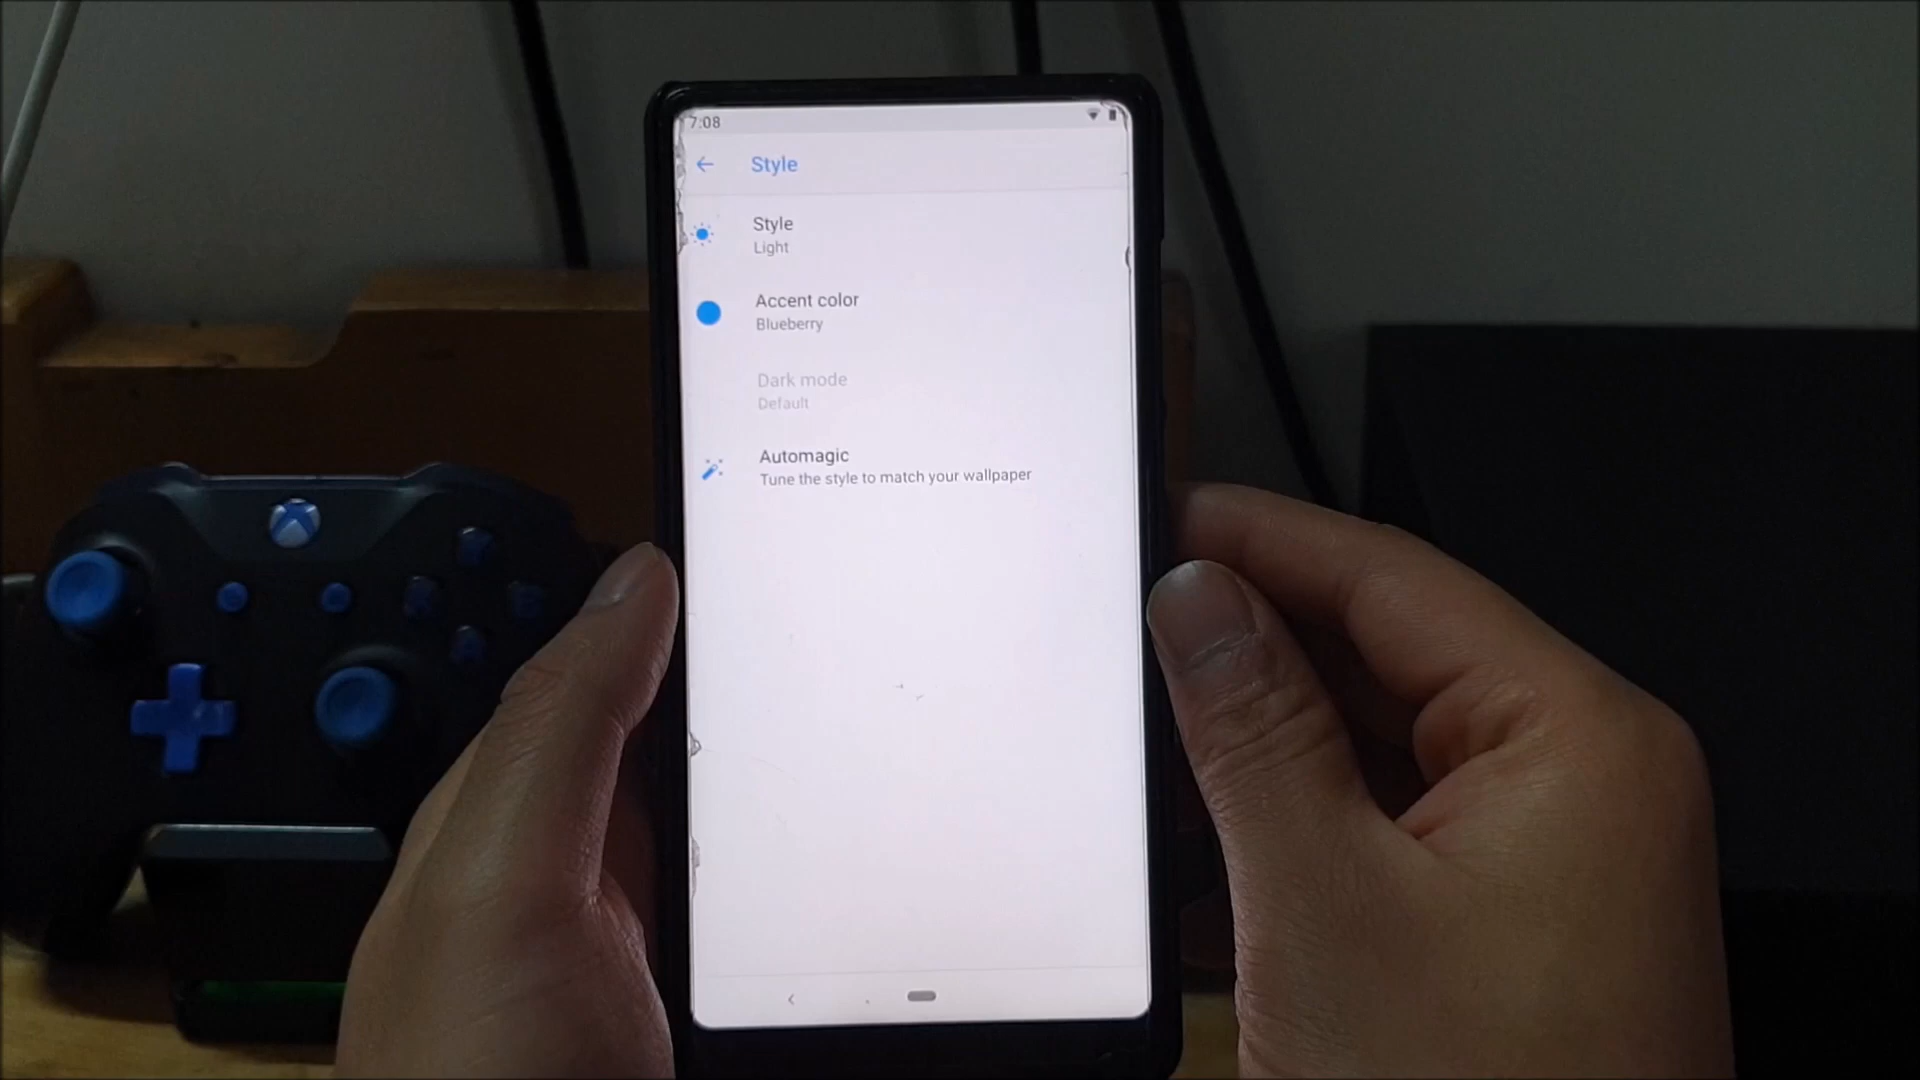 7:08
Style
Style
Light
Accent color
Blueberry
Dark mode
Default
Automagic
Tune the style to match your wallpaper